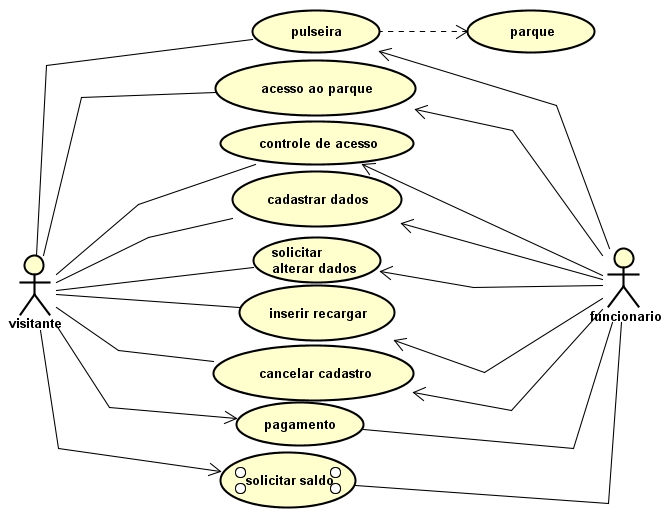 pulseira
parque
acesso ao parque
controle de acesso
cadastrar dados
solicitar
alterar dados
inserir recargar
visitante
funcionario
cancelar cadastro
pagamento
solicitar saldo